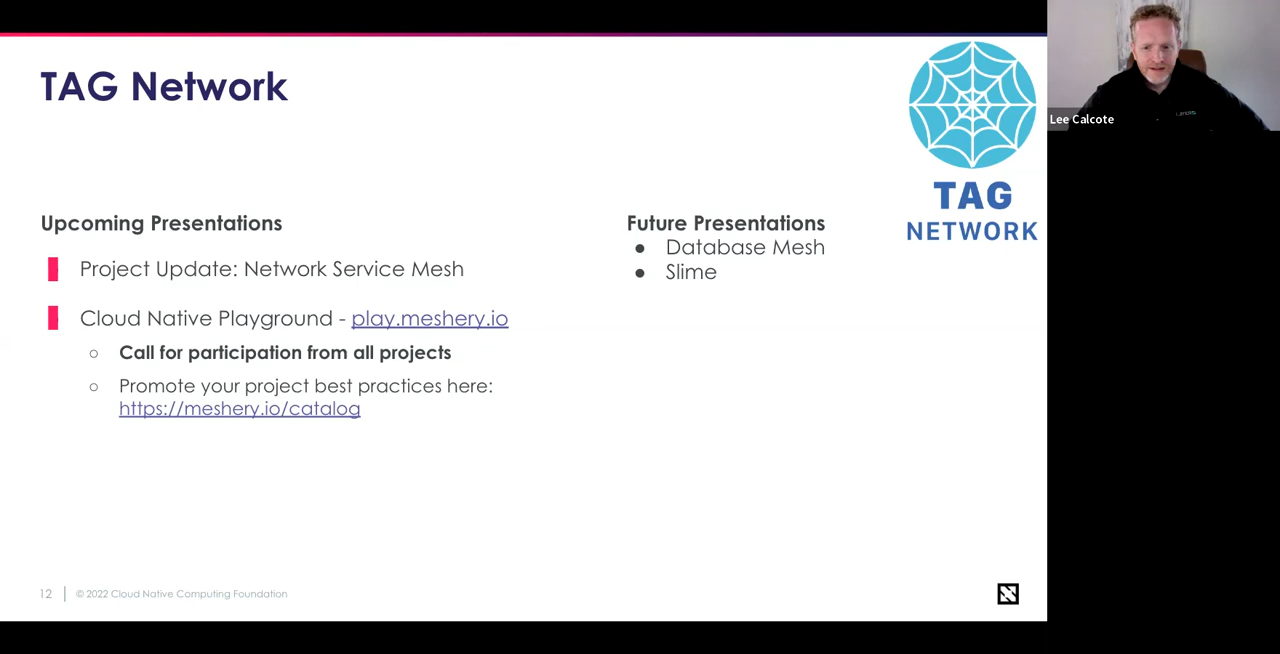 TAG Network
TAG
NETWORK
Lee Calcote
Upcoming Presentations
Project Update: Network Service Mesh
Cloud Native Playground - play.meshery.io
○ Call for participation from all projects
○ Promote your project best practices here:
https://meshery.io/catalog
Future Presentations
● Database Mesh
● Slime
12
© 2022 Cloud Native Computing Foundation